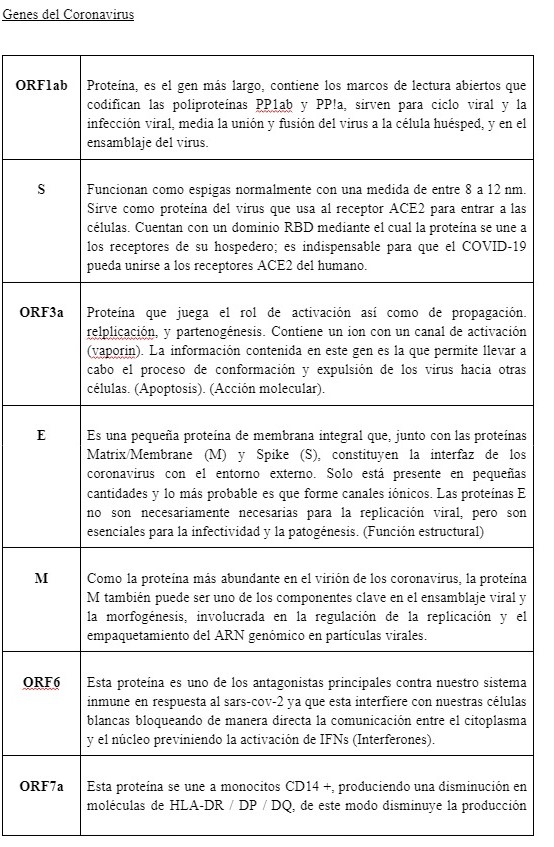 Genes del Coronavirus
ORF1ab
Proteína, es el gen más largo, contiene los marcos de lectura abiertos que
codifican las poliproteínas PP1ab y PP!a, sirven para ciclo viral y la
infección viral, media la unión y fusión del virus a la célula huésped, y en el
ensamblaje del virus.
S
Funcionan como espigas normalmente con una medida de entre 8 a 12 nm.
Sirve como proteína del virus que usa al receptor ACE2 para entrar a las
células. Cuentan con un dominio RBD mediante el cual la proteína se une a
los receptores de su hospedero; es indispensable para que el COVID-19
pueda unirse a los receptores ACE2 del humano.
ORF3a
Proteína que juega el rol de activación así como de propagación.
relplicación, y partenogénesis. Contiene un ion con un canal de activación
(vaporin). La información contenida en este gen es la que permite llevar a
cabo el proceso de conformación y expulsión de los virus hacia otras
células. (Apoptosis). (Acción molecular).
E
Es una pequeña proteína de membrana integral que, junto con las proteínas
Matrix/Membrane (M) y Spike (S), constituyen la interfaz de los
coronavirus con el entorno externo. Solo está presente en pequeñas
cantidades y lo más probable es que forme canales iónicos. Las proteínas E
no son necesariamente necesarias para la replicación viral, pero son
esenciales para la infectividad y la patogénesis. (Función estructural)
M
Como la proteína más abundante en el virión de los coronavirus, la proteína
M también puede ser uno de los componentes clave en el ensamblaje viral y
la morfogénesis, involucrada en la regulación de la replicación y el
empaquetamiento del ARN genómico en partículas virales.
ORF6
Esta proteína es uno de los antagonistas principales contra nuestro sistema
inmune en respuesta al sars-cov-2 ya que esta interfiere con nuestras células
blancas bloqueando de manera directa la comunicación entre el citoplasma
y el núcleo previniendo la activación de IFNs (Interferones).
ORF7a
Esta proteína se une a monocitos CD14 +, produciendo una disminución en
moléculas de HLA-DR / DP / DQ, de este modo disminuye la producción